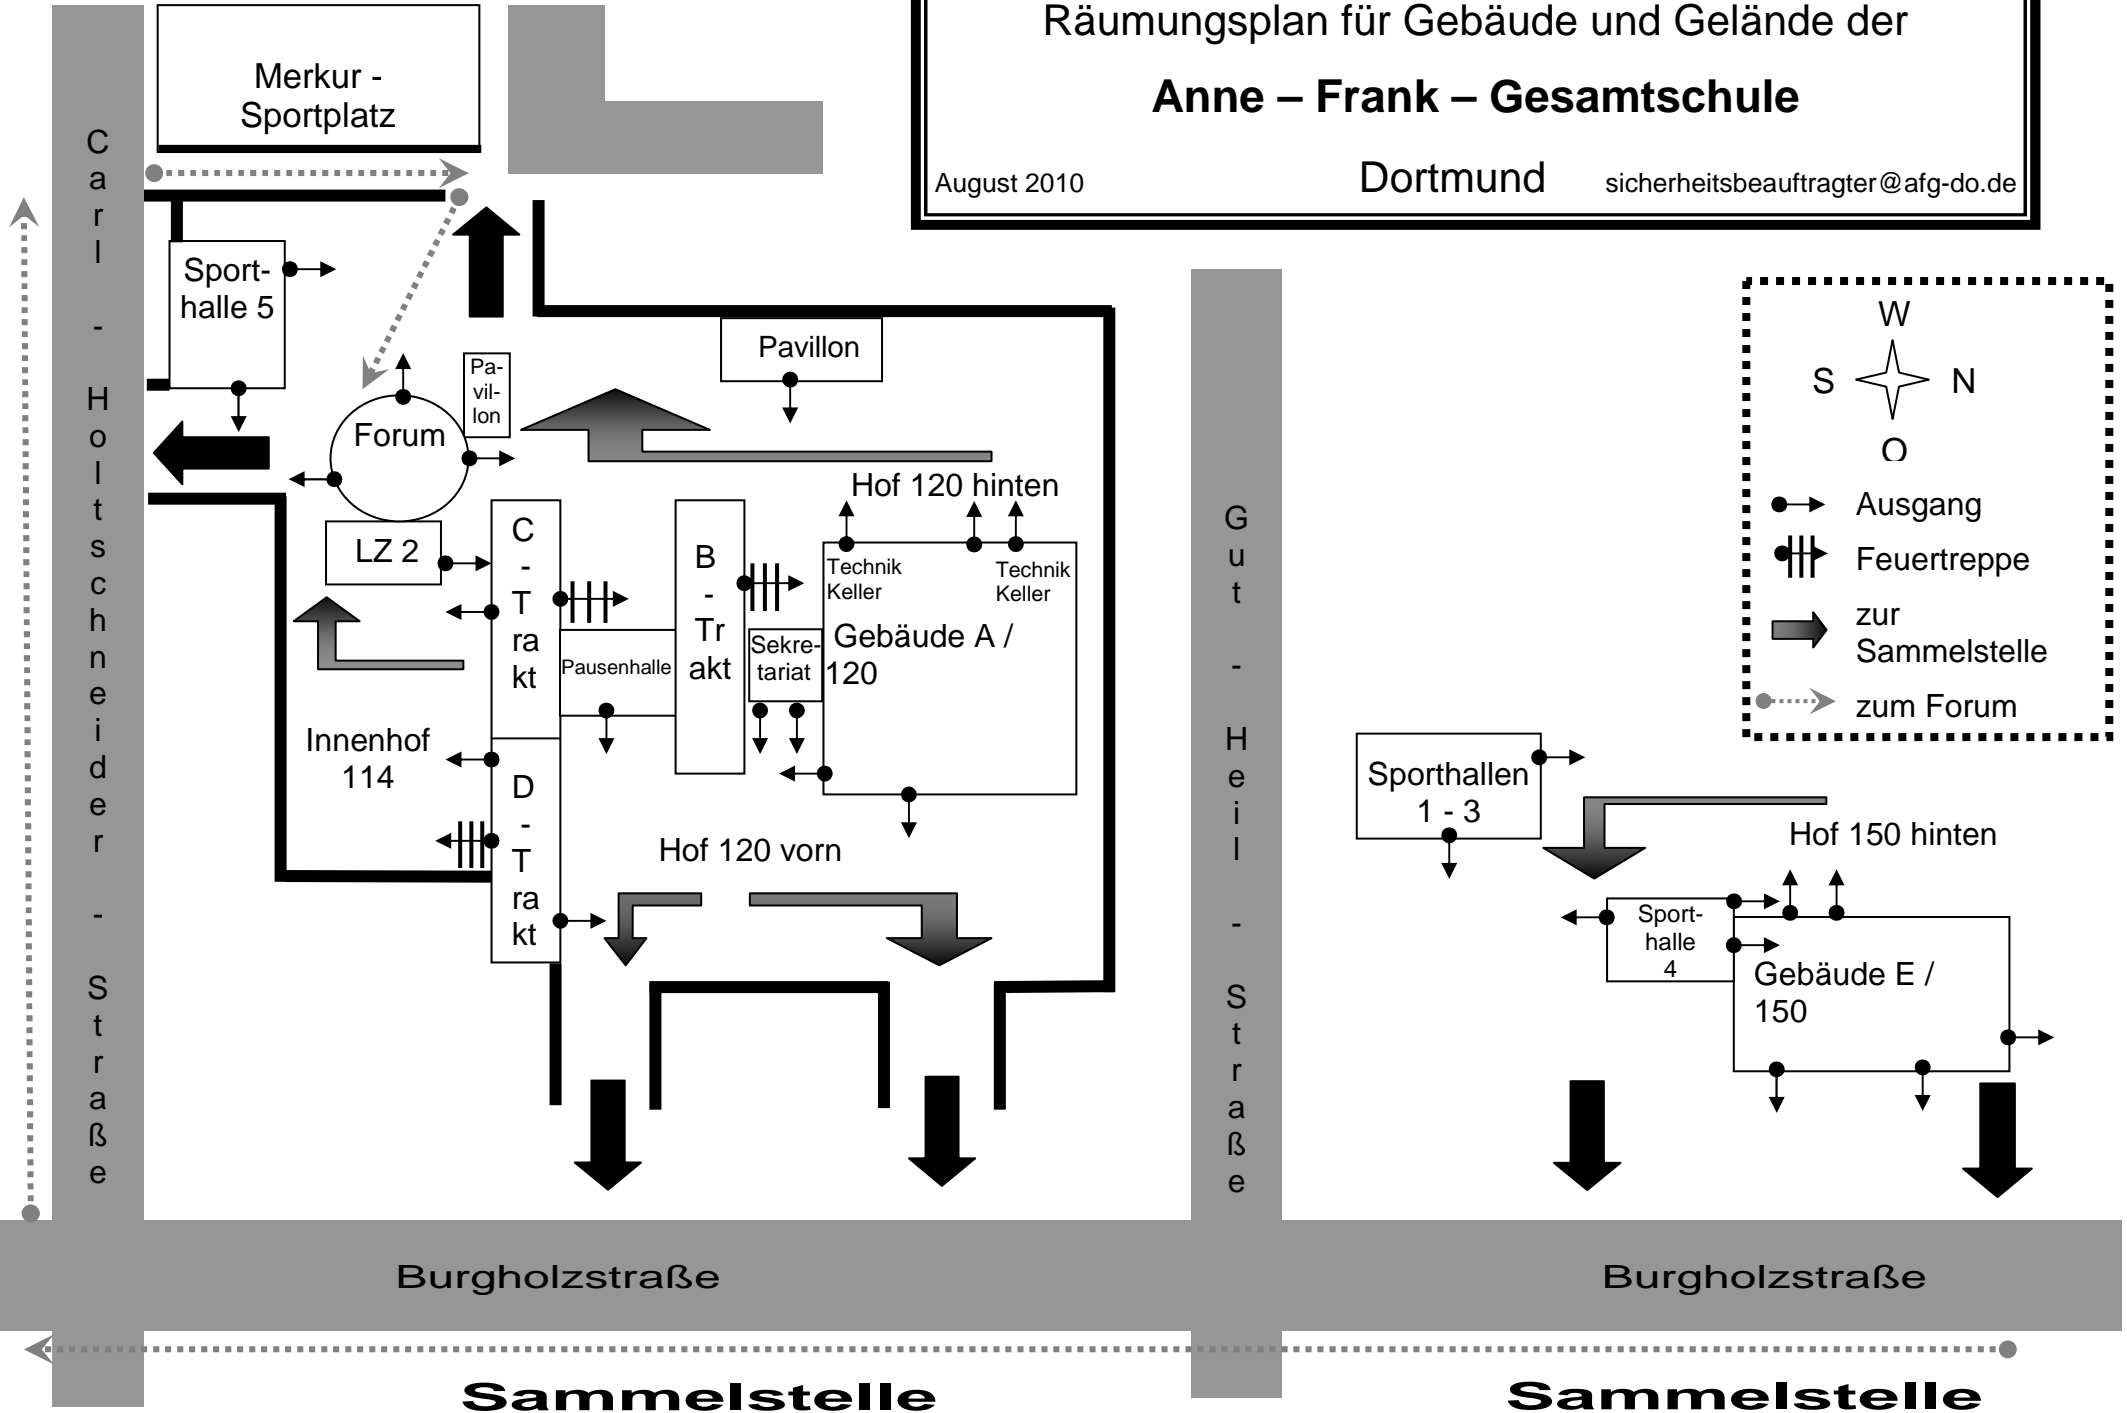 Räumungsplan für Gebäude und Gelände der
Anne – Frank – Gesamtschule
August 2010 Dortmund sicherheitsbeauftragter@afg-do.de
Merkur -
Sportplatz
Carl - Holtschneider - Straße
Sport-
halle 5
Pa-
vil-
lon
Pavillon
Forum
Hof 120 hinten
LZ 2
C
-
T
ra
kt
B
-
Tr
akt
Technik
Keller
Technik
Keller
Gebäude A /
120
Pausenhalle
Sekre-
tariat
Innenhof
114
D
-
T
ra
kt
Hof 120 vorn
Gut - Heil - Straße
W
S N
O
Ausgang
Feuertreppe
zur
Sammelstelle
zum Forum
Sporthallen
1 - 3
Hof 150 hinten
Sport-
halle
4
Gebäude E /
150
Burgholzstraße
Burgholzstraße
Sammelstelle
Sammelstelle